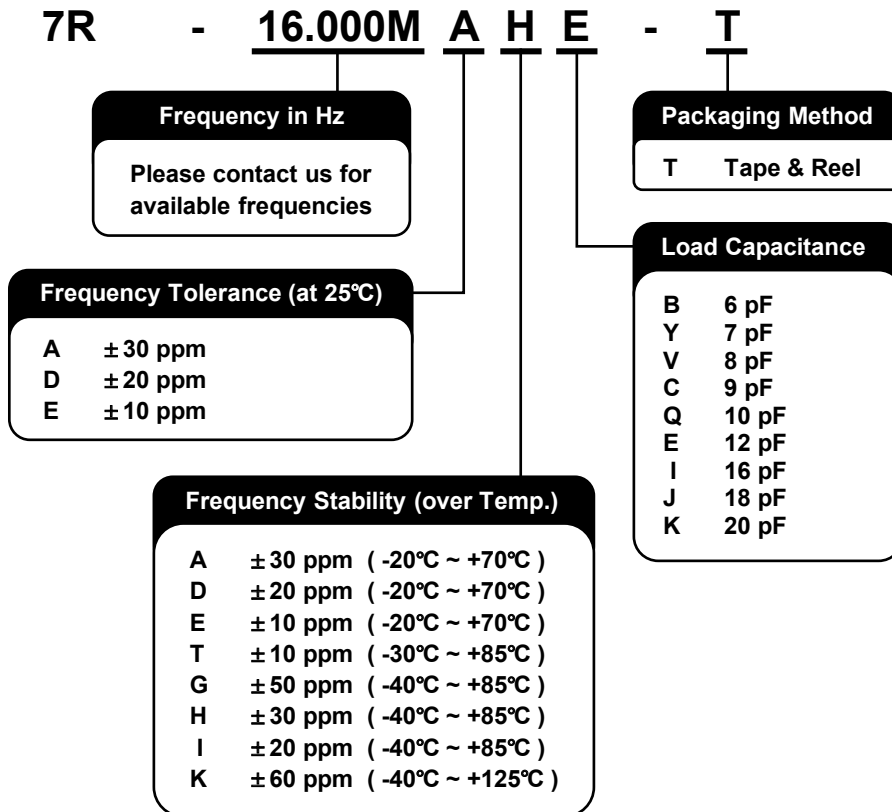 7R - 16.000M A H E - T
Frequency in Hz
Please contact us for
available frequencies
Packaging Method
T Tape & Reel
Load Capacitance
B 6 pF
Y 7 pF
V 8 pF
C 9 pF
Q 10 pF
E 12 pF
I 16 pF
J 18 pF
K 20 pF
Frequency Tolerance (at 25℃)
A ±30 ppm
D ±20 ppm
E ±10 ppm
Frequency Stability (over Temp.)
A ±30 ppm ( -20℃ ~ +70℃ )
D ±20 ppm ( -20℃ ~ +70℃ )
E ±10 ppm ( -20℃ ~ +70℃ )
T ±10 ppm ( -30℃ ~ +85℃ )
G ±50 ppm ( -40℃ ~ +85℃ )
H ±30 ppm ( -40℃ ~ +85℃ )
I ±20 ppm ( -40℃ ~ +85℃ )
K ±60 ppm ( -40℃ ~ +125℃ )